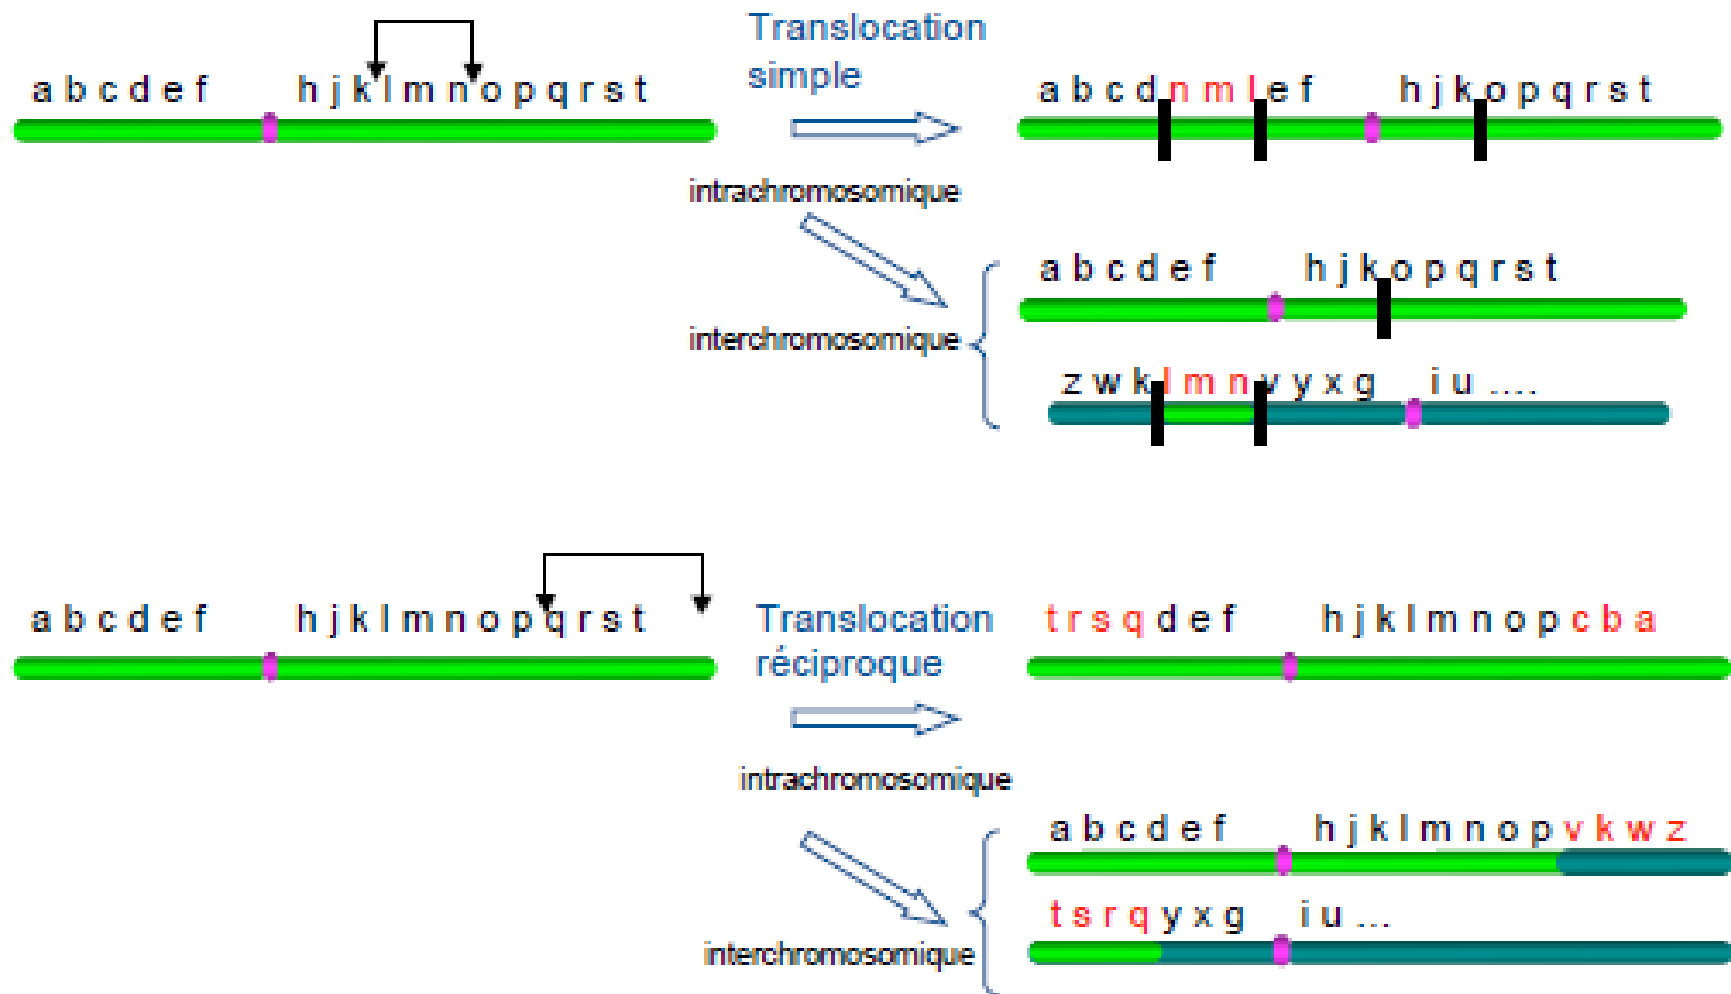 a b c d e f h j k l m n o p q r s t
Translocation
simple
a b c d n m l e f h j k o p q r s t
intrachromosomique
a b c d e f h j k o p q r s t
interchromosomique
z w k l m n v y x g i u ....
a b c d e f h j k l m n o p q r s t
Translocation
réciproque
t r s q d e f h j k l m n o p c b a
intrachromosomique
a b c d e f h j k l m n o p v k w z
t s r q y x g i u ...
interchromosomique